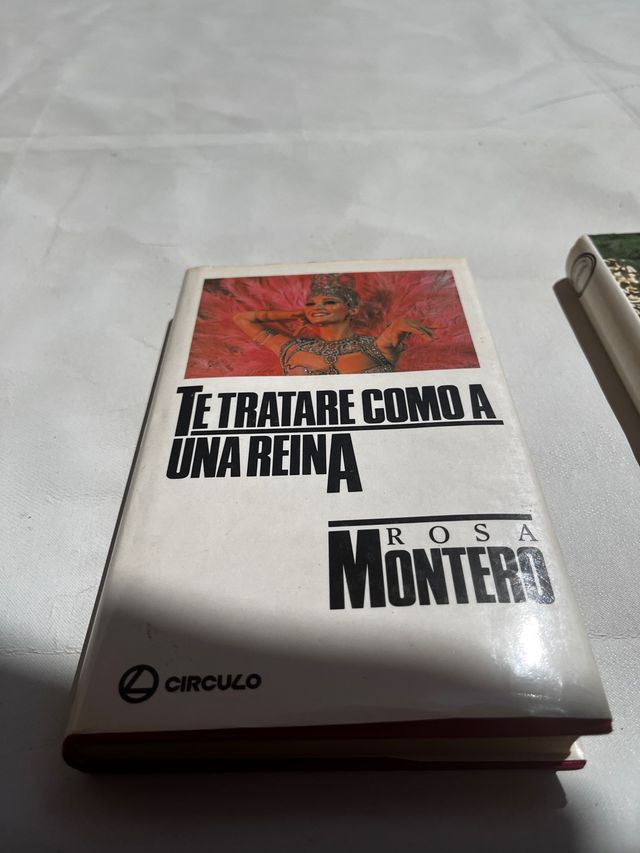 TE TRATARE COMO A
UNA REINA
ROSA
MONTERO
CIRCULO